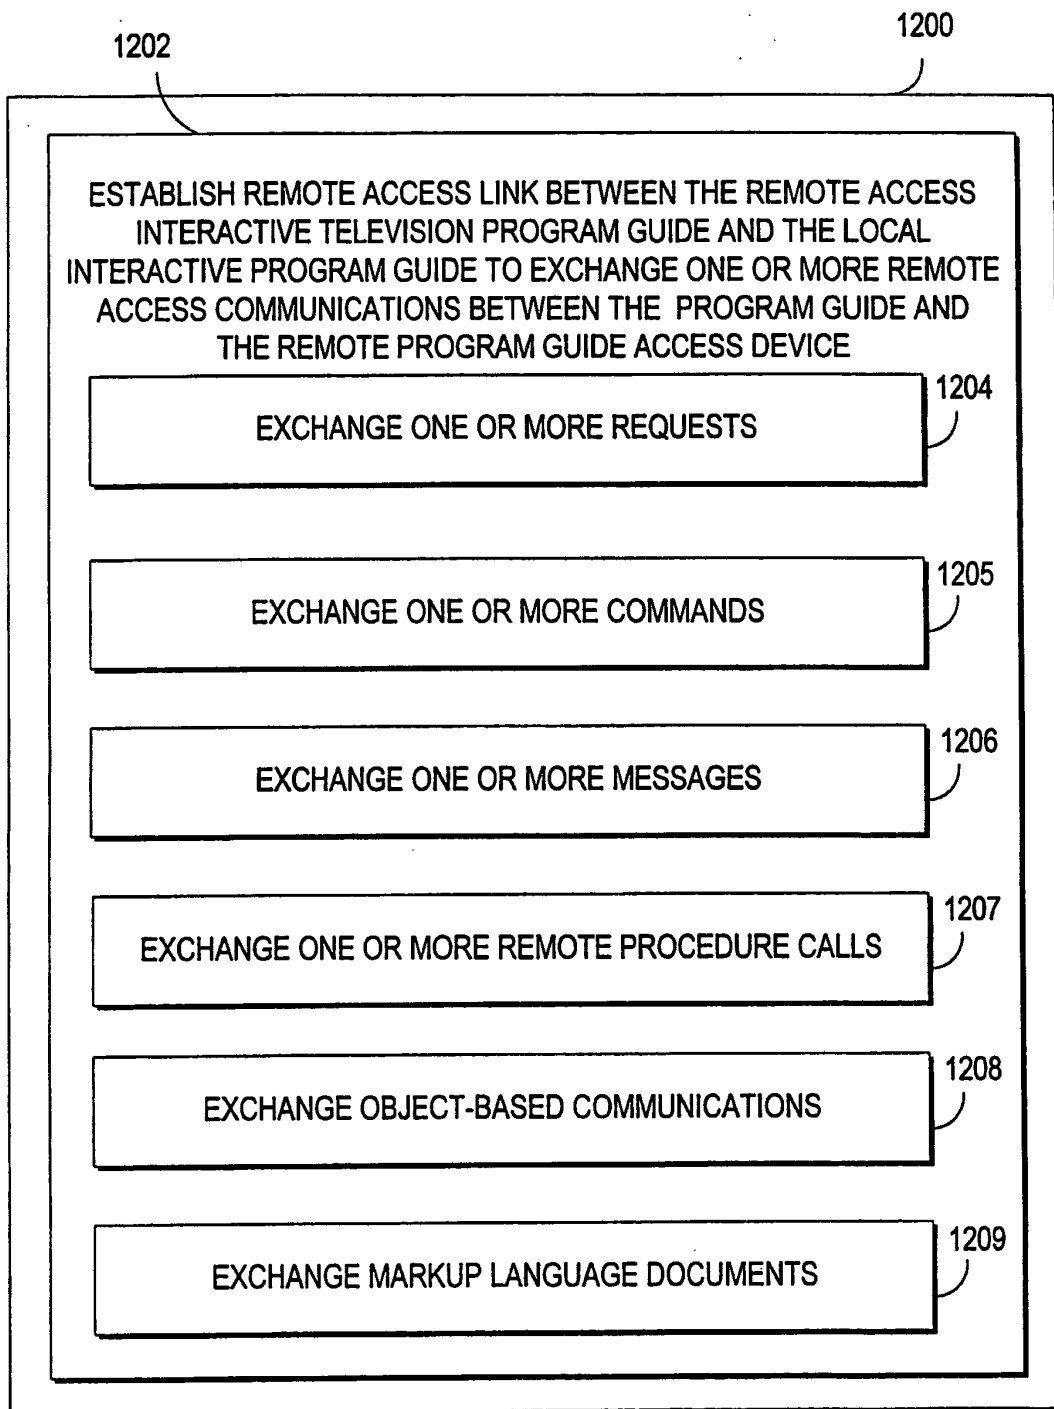 1200
1202
ESTABLISH REMOTE ACCESS LINK BETWEEN THE REMOTE ACCESS
INTERACTIVE TELEVISION PROGRAM GUIDE AND THE LOCAL
INTERACTIVE PROGRAM GUIDE TO EXCHANGE ONE OR MORE REMOTE
ACCESS COMMUNICATIONS BETWEEN THE PROGRAM GUIDE AND
THE REMOTE PROGRAM GUIDE ACCESS DEVICE
1204
EXCHANGE ONE OR MORE REQUESTS
1205
EXCHANGE ONE OR MORE COMMANDS
1206
EXCHANGE ONE OR MORE MESSAGES
1207
EXCHANGE ONE OR MORE REMOTE PROCEDURE CALLS
1208
EXCHANGE OBJECT-BASED COMMUNICATIONS
1209
EXCHANGE MARKUP LANGUAGE DOCUMENTS